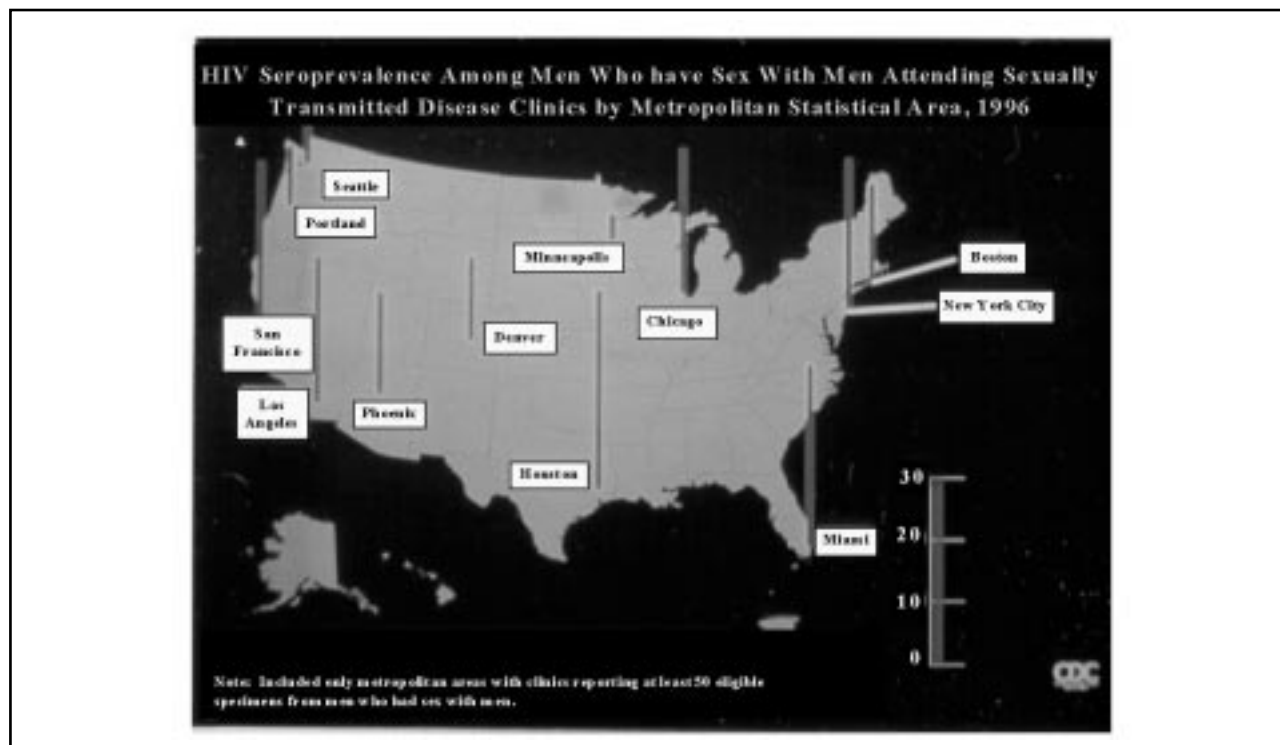 HIV Seroprevalence Among Men Who have Sex With Men Attending Sexually
Transmitted Disease Clinics by Metropolitan Statistical Area, 1996
Seattle
Portland
Minneapolis
Boston
New York City
Chicago
San
Francisco
Denver
Los
Angeles
Phoenix
Houston
Miami
30
20
10
0
CDC
Note: Included only metropolitan areas with clinics reporting at least 50 eligible
specimens from men who had sex with men.